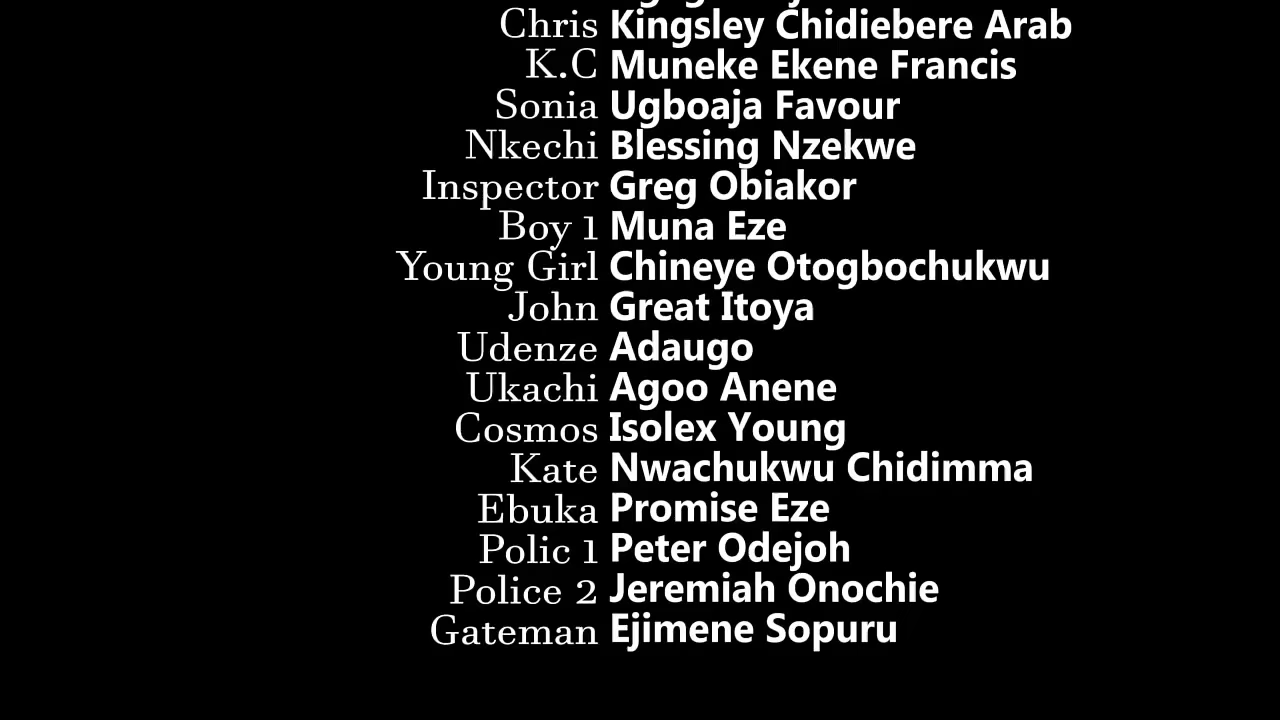 Chris Kingsley Chidiebere Arab
K.C Muneke Ekene Francis
Sonia Ugboaja Favour
Nkechi Blessing Nzekwe
Inspector Greg Obiakor
Boy 1 Muna Eze
Young Girl Chineye Otogbochukwu
John Great Itoya
Udenze Adaugo
Ukachi Agoo Anene
Cosmos Isolex Young
Kate Nwachukwu Chidimma
Ebuka Promise Eze
Polic 1 Peter Odejoh
Police 2 Jeremiah Onochie
Gateman Ejimene Sopuru